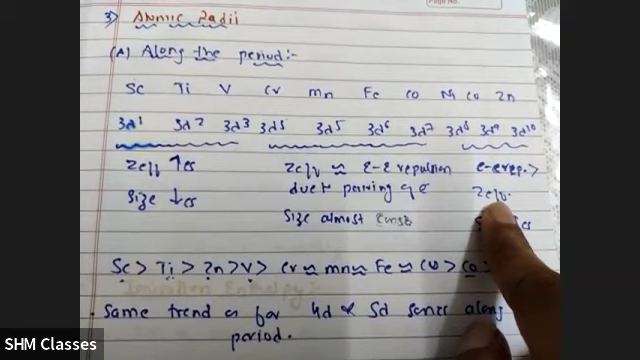 Page No.
3) Atomic Radii
(A) Along the period:-
Sc Ti V Cr mn Fe Co Ni Cu Zn
3d1 3d2 3d3 3d5 3d5 3d6 3d7 3d8 3d10 3d10
Zeff ↑es Zeff ≈ e-e repulsion e-e rep. >
Size ↓es due to pairing of e Zeff.
Size almost const es
Sc > Ti > Zn > V > Cr ≈ mn ≈ Fe ≈ Cu > Co >
. Same trend as for 4d & 5d series along
period.
SHM Classes